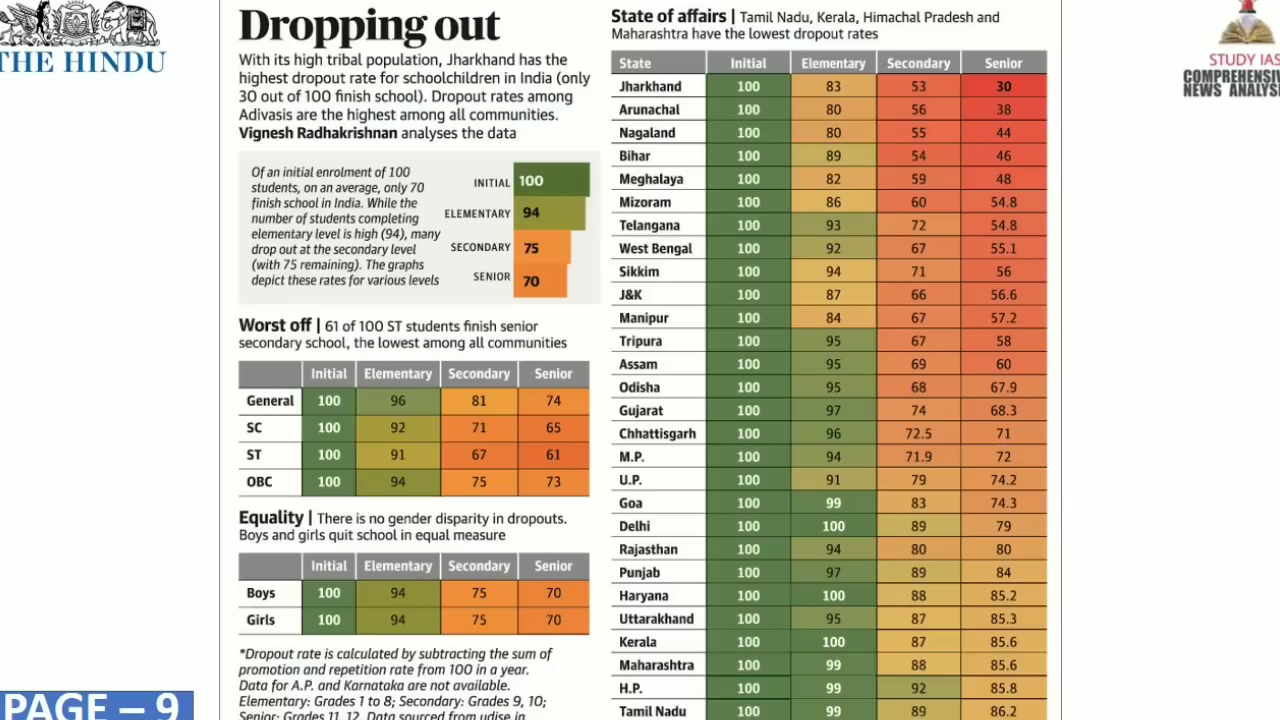 THE HINDU
Dropping out
With its high tribal population, Jharkhand has the
highest dropout rate for schoolchildren in India (only
30 out of 100 finish school). Dropout rates among
Adivasis are the highest among all communities.
Vignesh Radhakrishnan analyses the data
Of an initial enrolment of 100
students, on an average, only 70
finish school in India. While the
number of students completing
elementary level is high (94), many
drop out at the secondary level
(with 75 remaining). The graphs
depict these rates for various levels
INITIAL 100
ELEMENTARY 94
SECONDARY 75
SENIOR 70
Worst off | 61 of 100 ST students finish senior
secondary school, the lowest among all communities
Initial Elementary Secondary Senior
General 100 96 81 74
SC 100 92 71 65
ST 100 91 67 61
OBC 100 94 75 73
Equality | There is no gender disparity in dropouts.
Boys and girls quit school in equal measure
Initial Elementary Secondary Senior
Boys 100 94 75 70
Girls 100 94 75 70
*Dropout rate is calculated by subtracting the sum of
promotion and repetition rate from 100 in a year.
Data for A.P. and Karnataka are not available.
Elementary: Grades 1 to 8; Secondary: Grades 9, 10;
Senior: Grades 11, 12. Data sourced from udise.in
State of affairs | Tamil Nadu, Kerala, Himachal Pradesh and
Maharashtra have the lowest dropout rates
State Initial Elementary Secondary Senior
Jharkhand 100 83 53 30
Arunachal 100 80 56 38
Nagaland 100 80 55 44
Bihar 100 89 54 46
Meghalaya 100 82 59 48
Mizoram 100 86 60 54.8
Telangana 100 93 72 54.8
West Bengal 100 92 67 55.1
Sikkim 100 94 71 56
J&K 100 87 66 56.6
Manipur 100 84 67 57.2
Tripura 100 95 67 58
Assam 100 95 69 60
Odisha 100 95 68 67.9
Gujarat 100 97 74 68.3
Chhattisgarh 100 96 72.5 71
M.P. 100 94 71.9 72
U.P. 100 91 79 74.2
Goa 100 99 83 74.3
Delhi 100 100 89 79
Rajasthan 100 94 80 80
Punjab 100 97 89 84
Haryana 100 100 88 85.2
Uttarakhand 100 95 87 85.3
Kerala 100 100 87 85.6
Maharashtra 100 99 88 85.6
H.P. 100 99 92 85.8
Tamil Nadu 100 99 89 86.2
STUDY IAS
COMPREHENSIVE
NEWS ANALYS
PAGE – 9